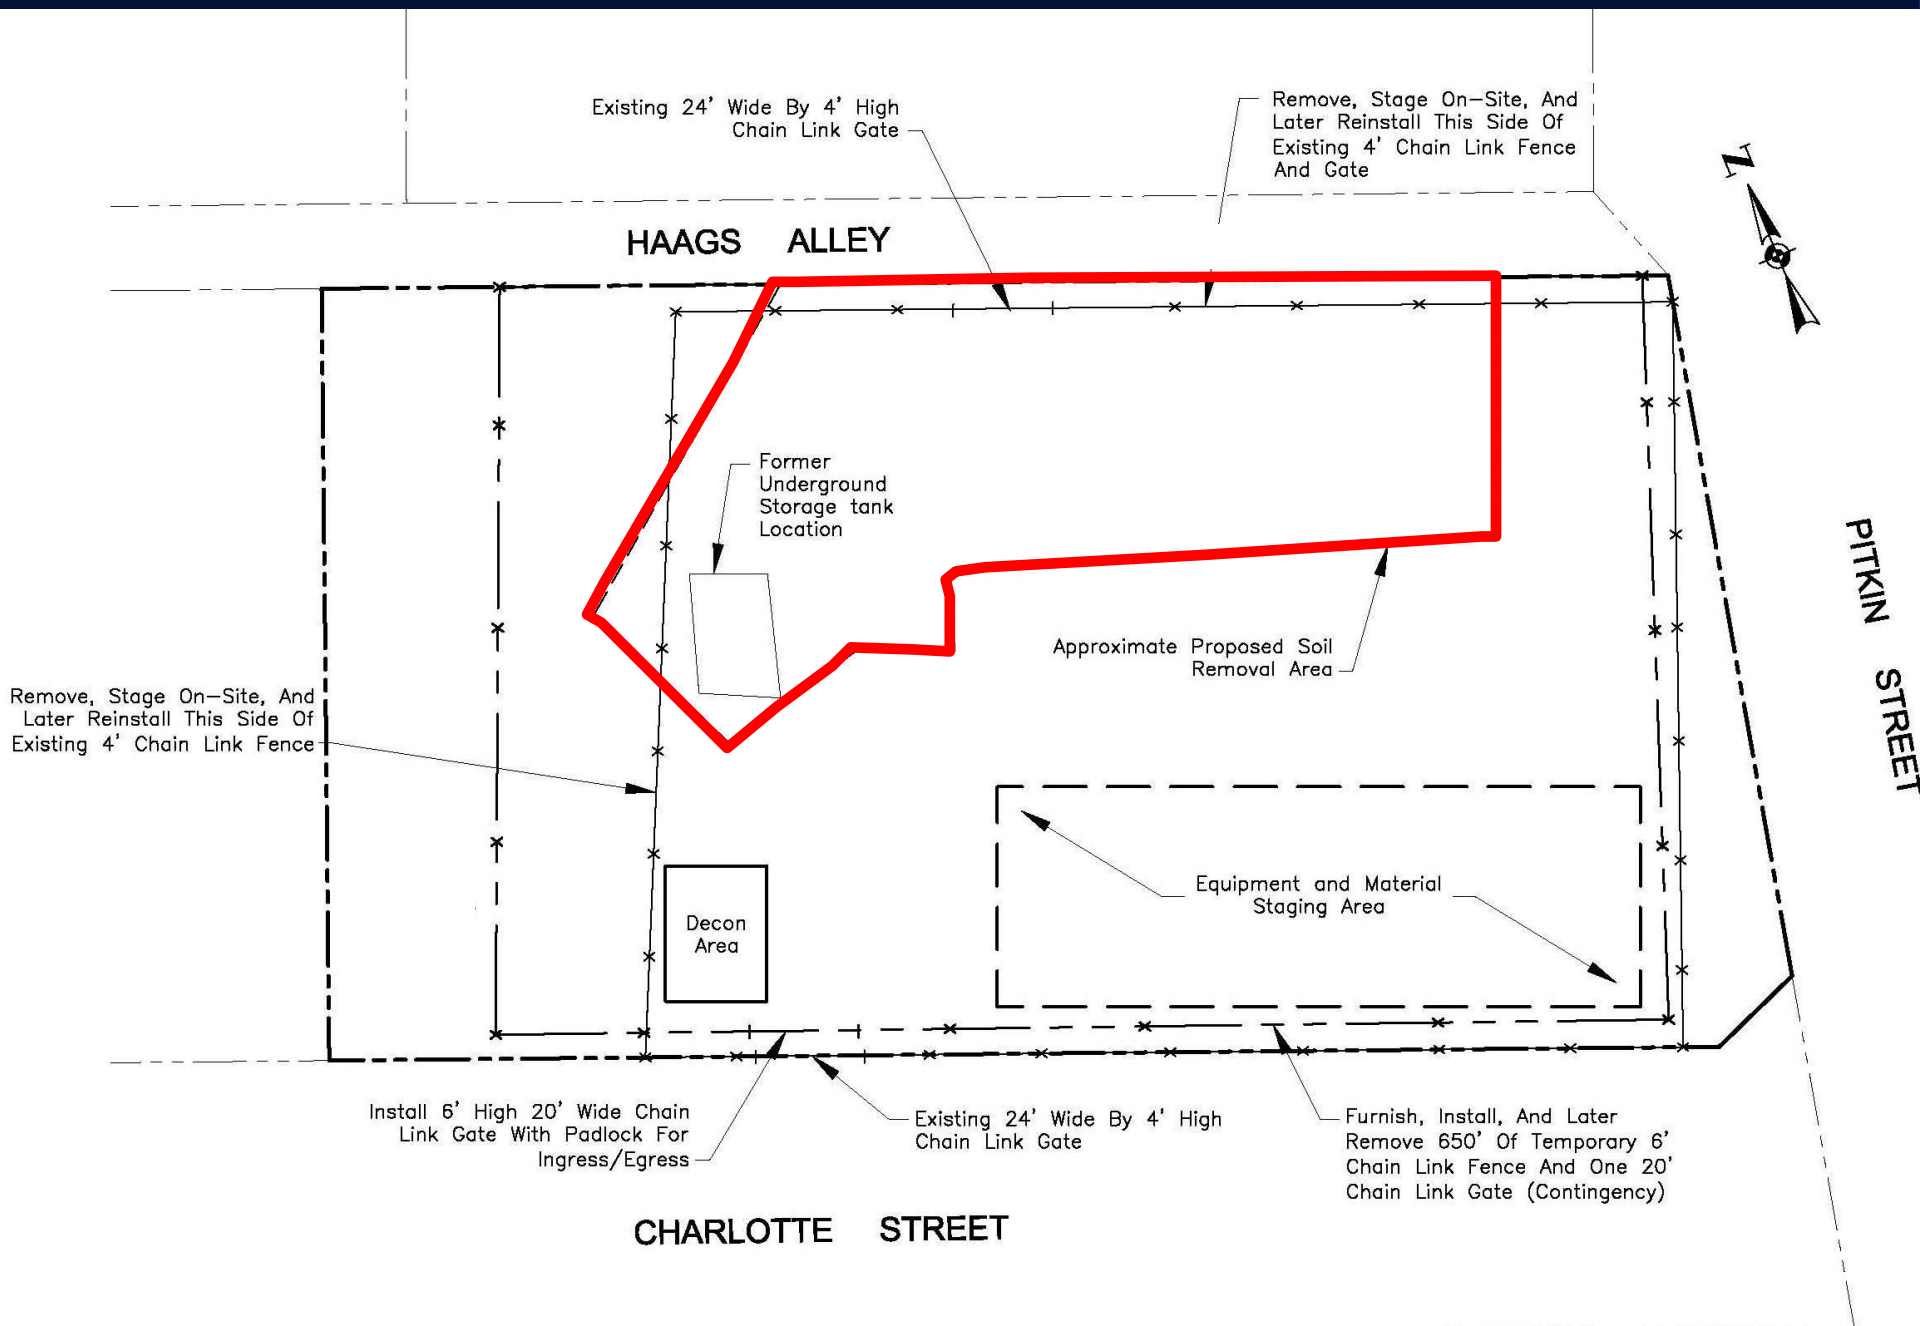 Existing 24' Wide By 4' High
Chain Link Gate
Remove, Stage On-Site, And
Later Reinstall This Side Of
Existing 4' Chain Link Fence
And Gate
N
HAAGS ALLEY
Former
Underground
Storage tank
Location
PITKIN STREET
Approximate Proposed Soil
Removal Area
Remove, Stage On-Site, And
Later Reinstall This Side Of
Existing 4' Chain Link Fence
Equipment and Material
Staging Area
Decon
Area
Install 6' High 20' Wide Chain
Link Gate With Padlock For
Ingress/Egress
Existing 24' Wide By 4' High
Chain Link Gate
Furnish, Install, And Later
Remove 650' Of Temporary 6'
Chain Link Fence And One 20'
Chain Link Gate (Contingency)
CHARLOTTE STREET